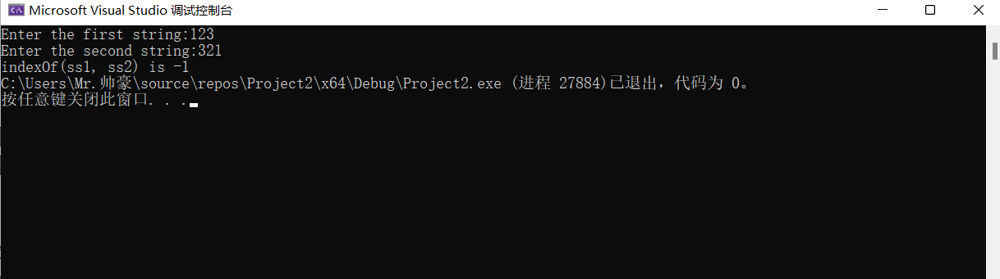 Microsoft Visual Studio 调试控制台
Enter the first string:123
Enter the second string:321
indexOf(ss1, ss2) is -1
C:\Users\Mr.帅豪\source\repos\Project2\x64\Debug\Project2.exe (进程 27884)已退出，代码为 0。
按任意键关闭此窗口. . .